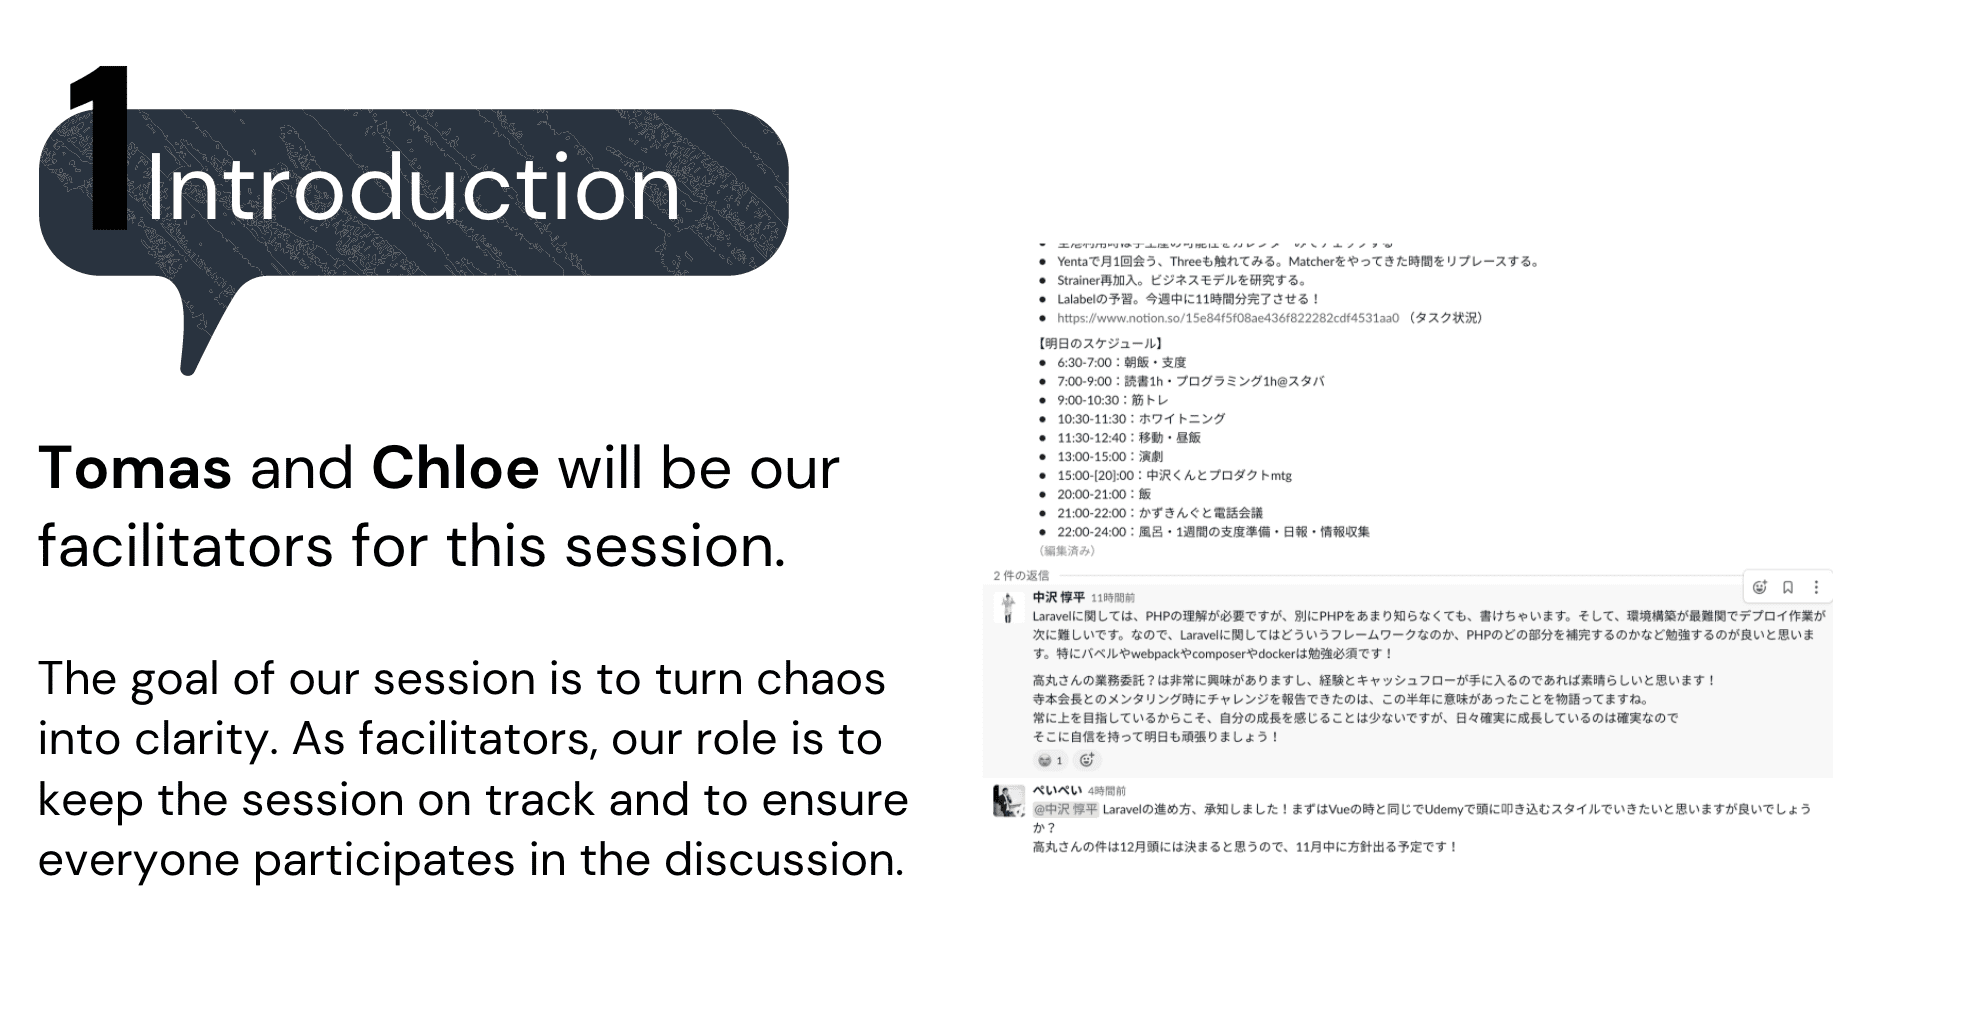 1
Introduction
Tomas and Chloe will be our
facilitators for this session.
The goal of our session is to turn chaos
into clarity. As facilitators, our role is to
keep the session on track and to ensure
everyone participates in the discussion.
● Yentaで月1回会う、Threeも触れてみる。Matcherをやってきた時間をリプレースする。
● Strainer再加入。ビジネスモデルを研究する。
● Lalabelの予習。今週中に11時間分完了させる！
● https://www.notion.so/15e84f5f08ae436f822282cdf4531aa0 （タスク状況）
【明日のスケジュール】
● 6:30-7:00：朝飯・支度
● 7:00-9:00：読書1h・プログラミング1h@スタバ
● 9:00-10:30：筋トレ
● 10:30-11:30：ホワイトニング
● 11:30-12:40：移動・昼飯
● 13:00-15:00：演劇
● 15:00-[20]:00：中沢くんとプロダクトmtg
● 20:00-21:00：飯
● 21:00-22:00：かずきんぐと電話会議
● 22:00-24:00：風呂・1週間の支度準備・日報・情報収集
（編集済み）
2 件の返信
中沢 惇平 11時間前
Laravelに関しては、PHPの理解が必要ですが、別にPHPをあまり知らなくても、書けちゃいます。そして、環境構築が最難関でデプロイ作業が
次に難しいです。なので、Laravelに関してはどういうフレームワークなのか、PHPのどの部分を補完するのかなど勉強するのが良いと思いま
す。特にバベルやwebpackやcomposerやdockerは勉強必須です！
高丸さんの業務委託？は非常に興味がありますし、経験とキャッシュフローが手に入るのであれば素晴らしいと思います！
寺本会長とのメンタリング時にチャレンジを報告できたのは、この半年に意味があったことを物語ってますね。
常に上を目指しているからこそ、自分の成長を感じることは少ないですが、日々確実に成長しているのは確実なので
そこに自信を持って明日も頑張りましょう！
1
ぺいぺい 4時間前
@中沢 惇平 Laravelの進め方、承知しました！まずはVueの時と同じでUdemyで頭に叩き込むスタイルでいきたいと思いますが良いでしょう
か？
高丸さんの件は12月頭には決まると思うので、11月中に方針出る予定です！